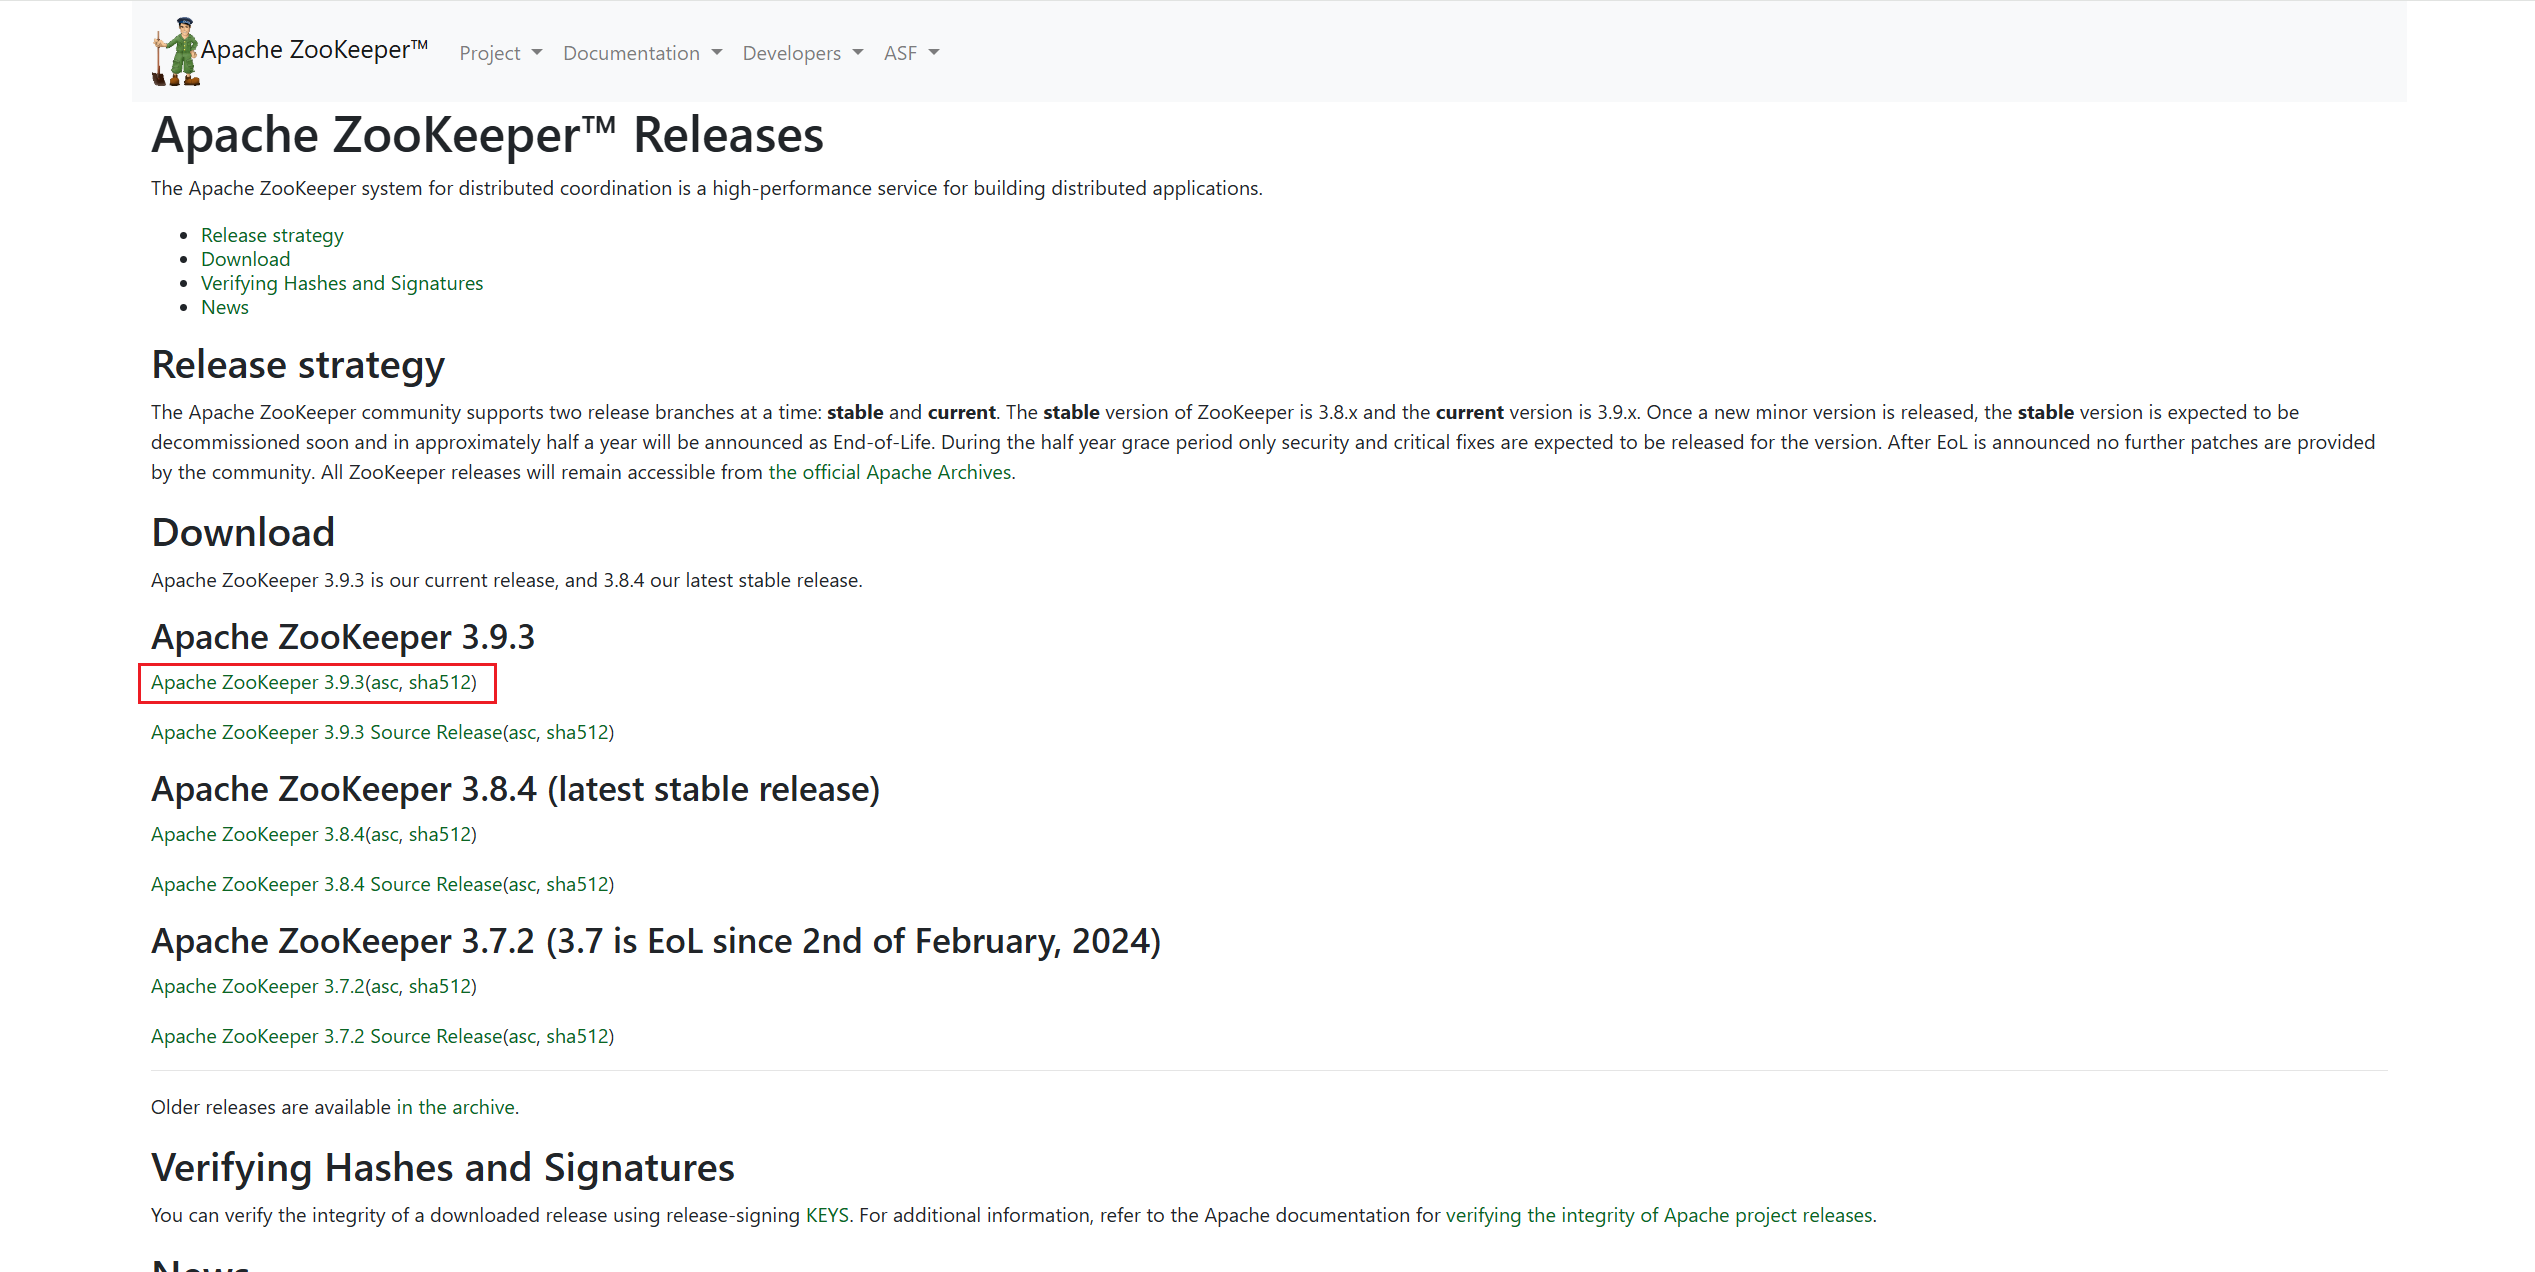 Apache ZooKeeper™ Project Documentation Developers ASF
Apache ZooKeeper™ Releases
The Apache ZooKeeper system for distributed coordination is a high-performance service for building distributed applications.
Release strategy
Download
Verifying Hashes and Signatures
News
Release strategy
The Apache ZooKeeper community supports two release branches at a time: stable and current. The stable version of ZooKeeper is 3.8.x and the current version is 3.9.x. Once a new minor version is released, the stable version is expected to be
decommissioned soon and in approximately half a year will be announced as End-of-Life. During the half year grace period only security and critical fixes are expected to be released for the version. After EoL is announced no further patches are provided
by the community. All ZooKeeper releases will remain accessible from the official Apache Archives.
Download
Apache ZooKeeper 3.9.3 is our current release, and 3.8.4 our latest stable release.
Apache ZooKeeper 3.9.3
Apache ZooKeeper 3.9.3(asc, sha512)
Apache ZooKeeper 3.9.3 Source Release(asc, sha512)
Apache ZooKeeper 3.8.4 (latest stable release)
Apache ZooKeeper 3.8.4(asc, sha512)
Apache ZooKeeper 3.8.4 Source Release(asc, sha512)
Apache ZooKeeper 3.7.2 (3.7 is EoL since 2nd of February, 2024)
Apache ZooKeeper 3.7.2(asc, sha512)
Apache ZooKeeper 3.7.2 Source Release(asc, sha512)
Older releases are available in the archive.
Verifying Hashes and Signatures
You can verify the integrity of a downloaded release using release-signing KEYS. For additional information, refer to the Apache documentation for verifying the integrity of Apache project releases.
News